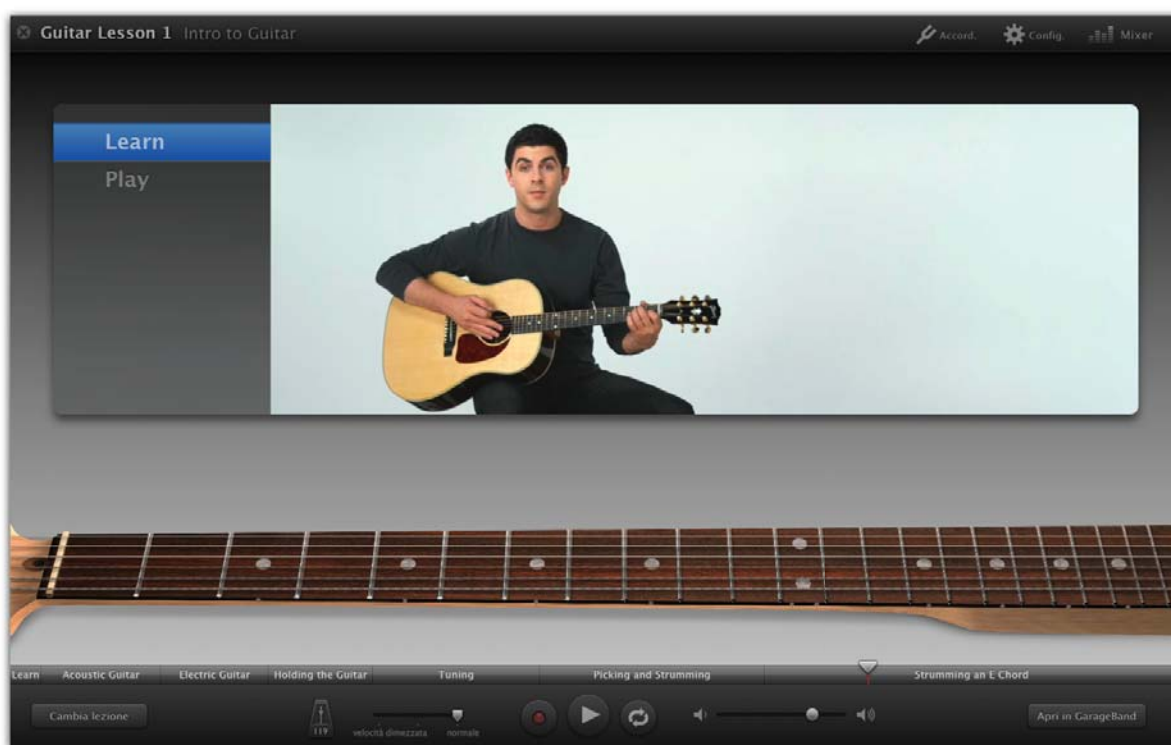 Guitar Lesson 1 Intro to Guitar
Accord. Config. Mixer
Learn
Play
Learn Acoustic Guitar Electric Guitar Holding the Guitar Tuning Picking and Strumming Strumming an E Chord
Cambia lezione 119 velocità dimezzata normale Apri in GarageBand